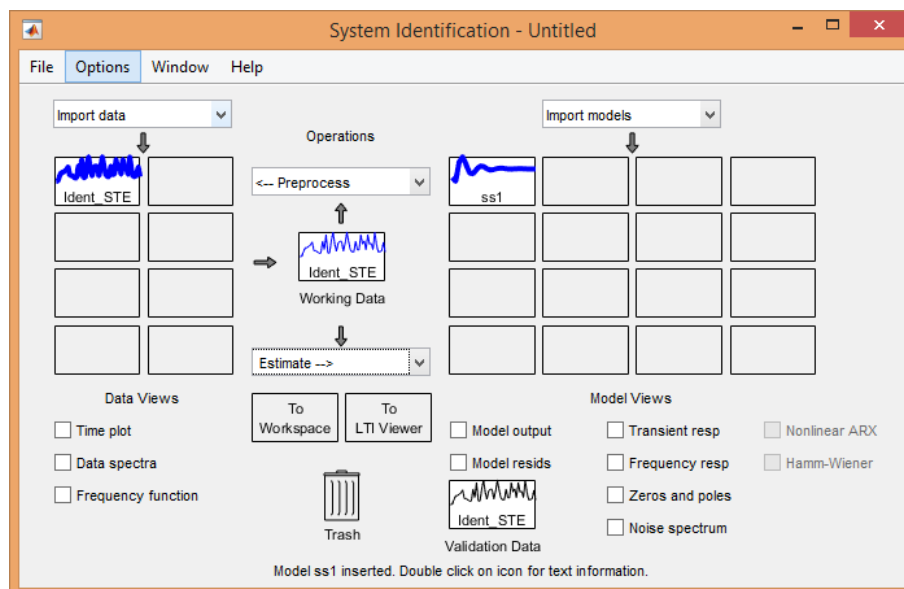 System Identification - Untitled
File Options Window Help
Import data
Import models
Operations
<-- Preprocess
Ident_STE
ss1
Ident_STE
Working Data
Estimate -->
Data Views
Model Views
To Workspace
To LTI Viewer
Time plot
Data spectra
Frequency function
Model output
Model resids
Transient resp
Frequency resp
Zeros and poles
Noise spectrum
Nonlinear ARX
Hamm-Wiener
Trash
Ident_STE
Validation Data
Model ss1 inserted. Double click on icon for text information.